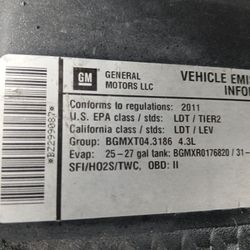 GM
GENERAL
MOTORS LLC
VEHICLE EMI
INFO
Conforms to regulations: 2011
U.S. EPA class / stds: LDT / TIER2
California class / stds: LDT / LEV
Group: BGMXT04.3186 4.3L
Evap: 25 - 27 gal tank: BGMXR0176820 / 31 -
SFI/HO2S/TWC, OBD: II
*BZ299087*